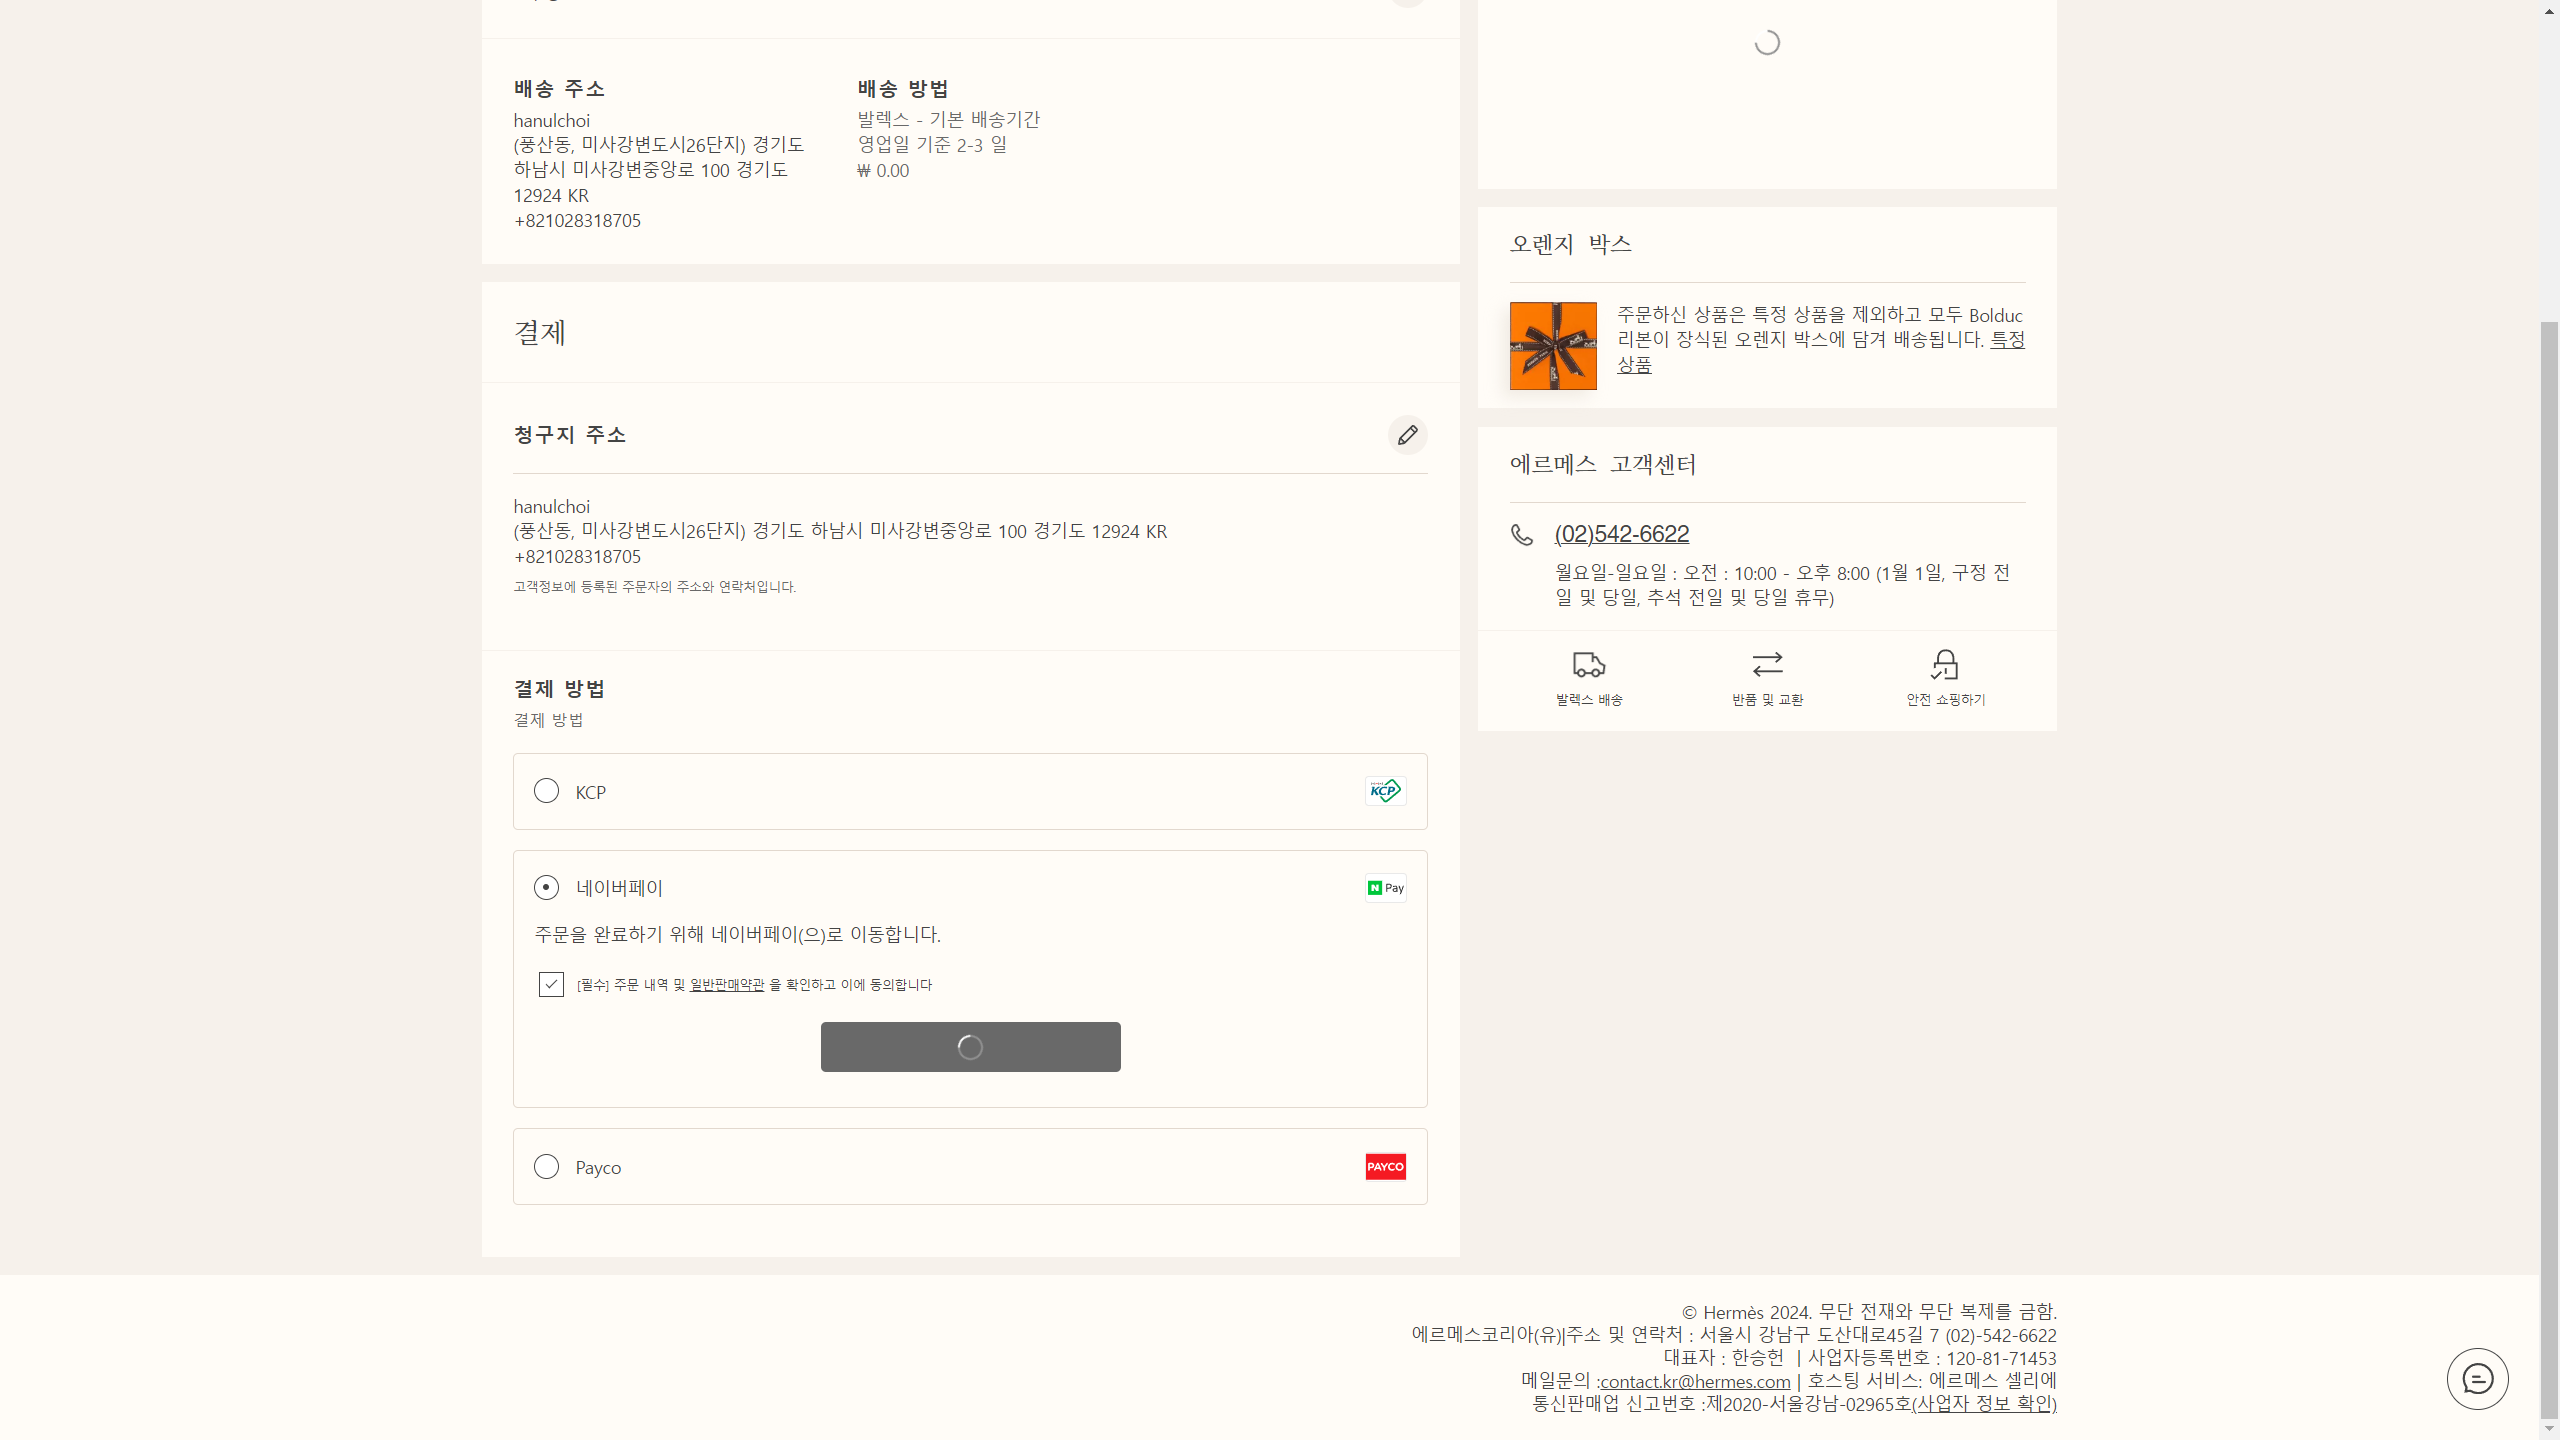 배송 주소
hanulchoi
(풍산동, 미사강변도시26단지) 경기도
하남시 미사강변중앙로 100 경기도
12924 KR
+821028318705
배송 방법
발렉스 - 기본 배송기간
영업일 기준 2-3 일
₩ 0.00
결제
청구지 주소
hanulchoi
(풍산동, 미사강변도시26단지) 경기도 하남시 미사강변중앙로 100 경기도 12924 KR
+821028318705
고객정보에 등록된 주문자의 주소와 연락처입니다.
결제 방법
결제 방법
KCP
KCP
네이버페이
N Pay
주문을 완료하기 위해 네이버페이(으)로 이동합니다.
[필수] 주문 내역 및 일반판매약관 을 확인하고 이에 동의합니다
Payco
PAYCO
오렌지 박스
주문하신 상품은 특정 상품을 제외하고 모두 Bolduc
리본이 장식된 오렌지 박스에 담겨 배송됩니다. 특정
상품
에르메스 고객센터
(02)542-6622
월요일-일요일 : 오전 : 10:00 - 오후 8:00 (1월 1일, 구정 전
일 및 당일, 추석 전일 및 당일 휴무)
발렉스 배송
반품 및 교환
안전 쇼핑하기
© Hermès 2024. 무단 전재와 무단 복제를 금함.
에르메스코리아(유)|주소 및 연락처 : 서울시 강남구 도산대로45길 7 (02)-542-6622
대표자 : 한승헌 | 사업자등록번호 : 120-81-71453
메일문의 :contact.kr@hermes.com | 호스팅 서비스: 에르메스 셀리에
통신판매업 신고번호 :제2020-서울강남-02965호(사업자 정보 확인)